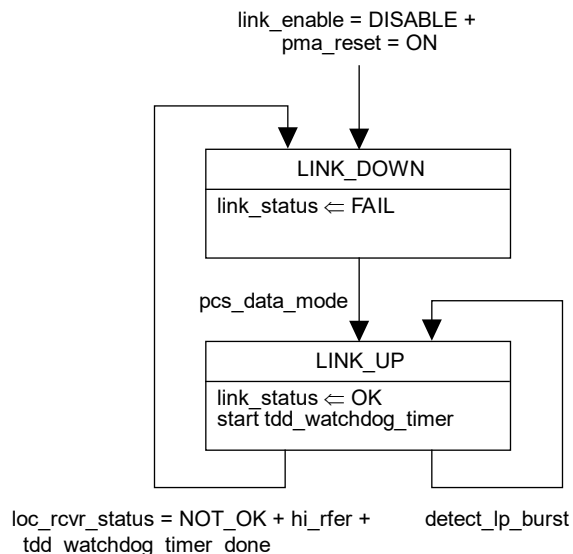 link_enable = DISABLE +
pma_reset = ON
LINK_DOWN
link_status ⇐ FAIL
pcs_data_mode
LINK_UP
link_status ⇐ OK
start tdd_watchdog_timer
loc_rcvr_status = NOT_OK + hi_rfer +
tdd_watchdog_timer_done
detect_lp_burst